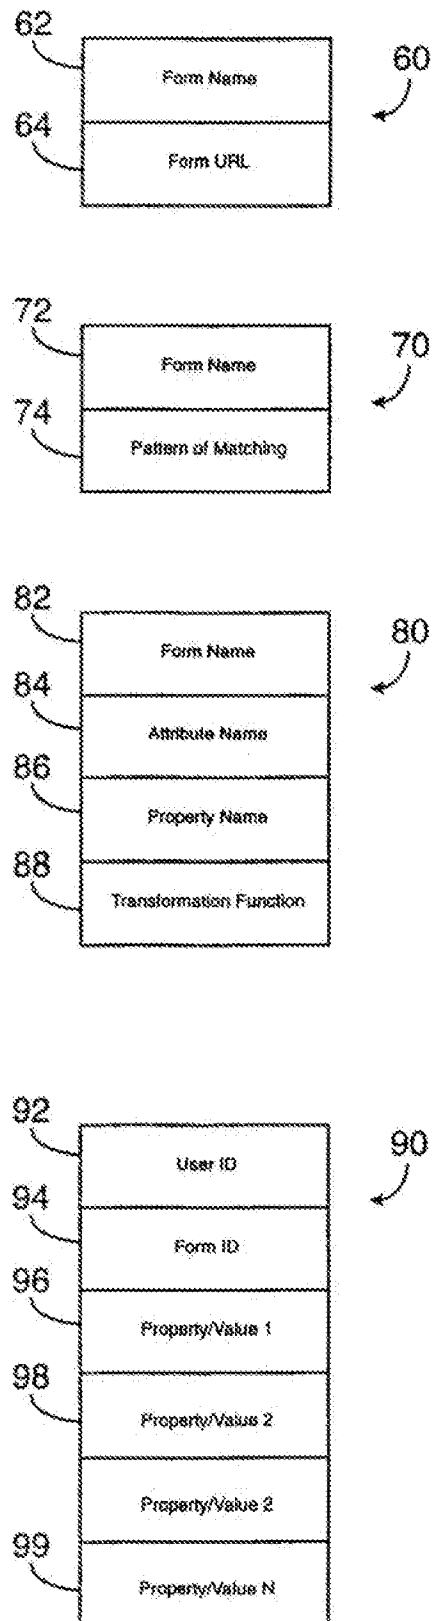 62
Form Name
60
64
Form URL
72
Form Name
70
74
Pattern of Matching
82
Form Name
80
84
Attribute Name
86
Property Name
88
Transformation Function
92
User ID
90
94
Form ID
96
Property/Value 1
98
Property/Value 2
Property/Value 2
99
Property/Value N